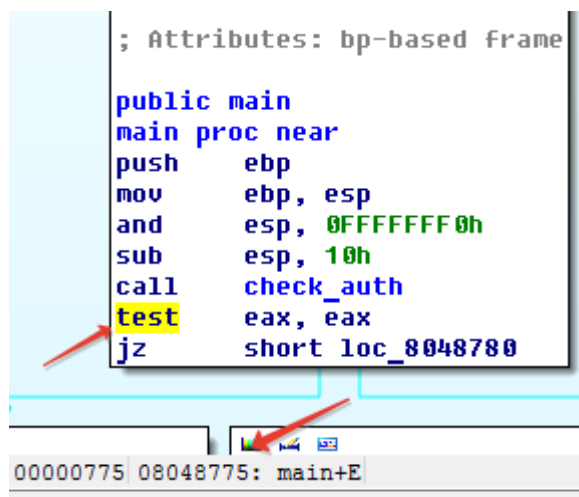 ; Attributes: bp-based frame
public main
main proc near
push ebp
mov ebp, esp
and esp, 0FFFFFFF0h
sub esp, 10h
call check_auth
test eax, eax
jz short loc_8048780
00000775 08048775: main+E